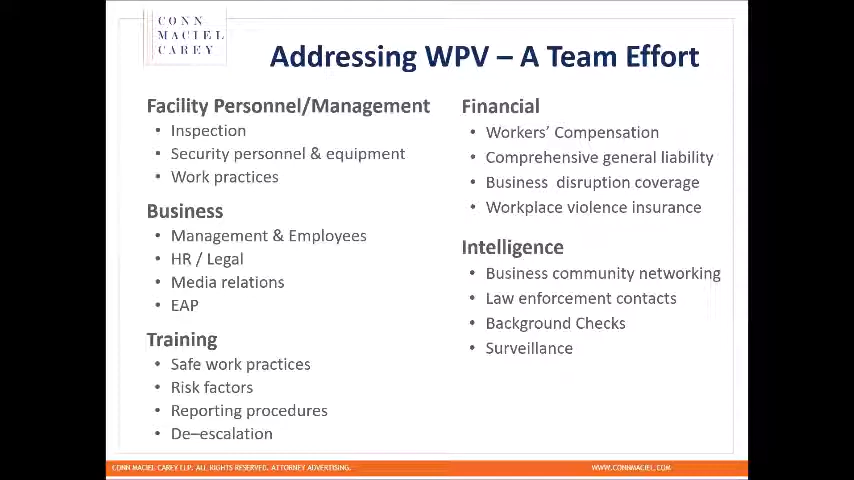 CONN
MACIEL
CAREY
Addressing WPV – A Team Effort
Facility Personnel/Management
• Inspection
• Security personnel & equipment
• Work practices
Business
• Management & Employees
• HR / Legal
• Media relations
• EAP
Training
• Safe work practices
• Risk factors
• Reporting procedures
• De–escalation
Financial
• Workers’ Compensation
• Comprehensive general liability
• Business disruption coverage
• Workplace violence insurance
Intelligence
• Business community networking
• Law enforcement contacts
• Background Checks
• Surveillance
CONN MACIEL CAREY LLP. ALL RIGHTS RESERVED. ATTORNEY ADVERTISING.
WWW.CONNMACIEL.COM